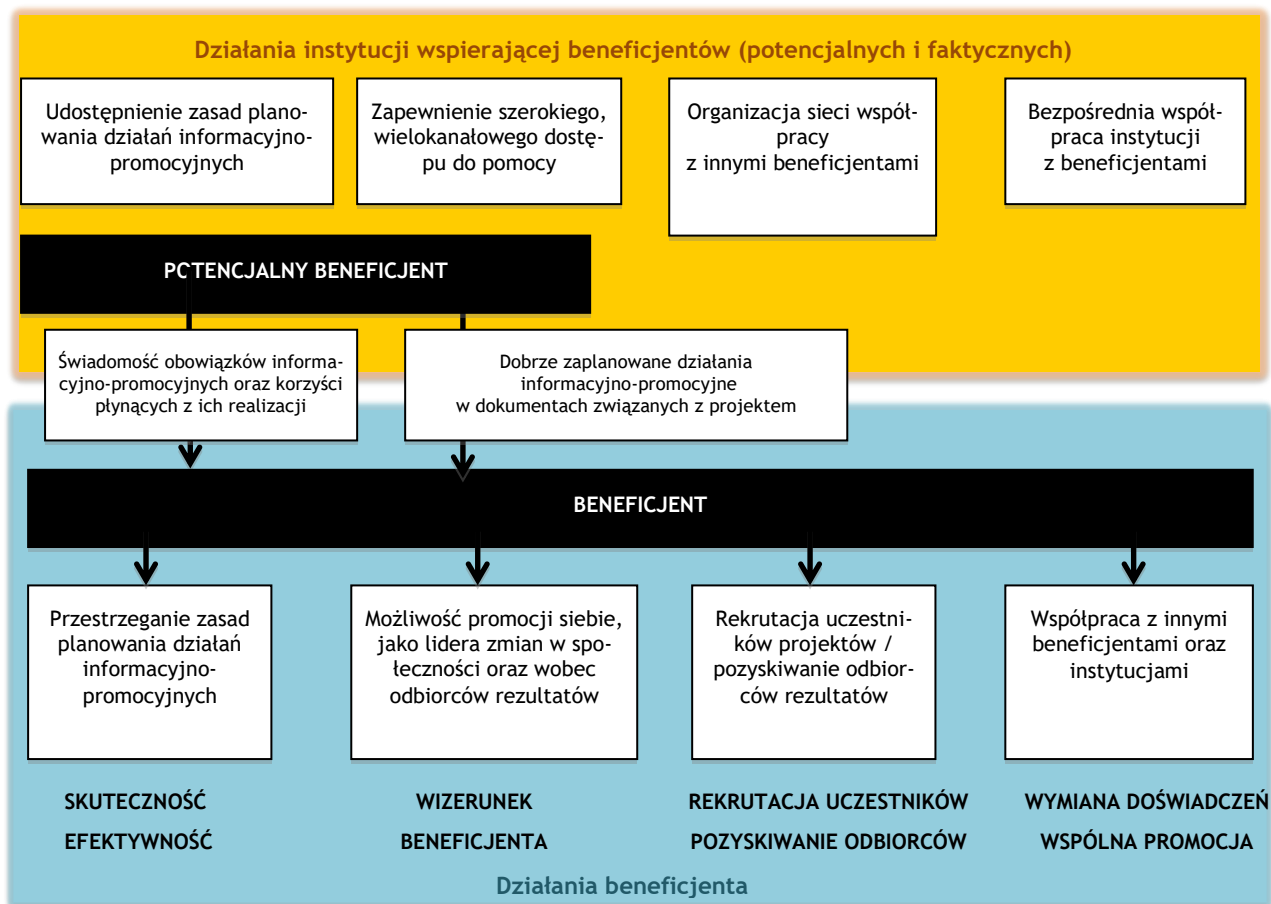 Działania instytucji wspierającej beneficjentów (potencjalnych i faktycznych)
Udostępnienie zasad plano-
wania działań informacyjno-
promocyjnych
Zapewnienie szerokiego,
wielokanałowego dostę-
pu do pomocy
Organizacja sieci współ-
pracy
z innymi beneficjentami
Bezpośrednia współ-
praca instytucji
z beneficjentami
POTENCJALNY BENEFICJENT
Świadomość obowiązków informa-
cyjno-promocyjnych oraz korzyści
płynących z ich realizacji
Dobrze zaplanowane działania
informacyjno-promocyjne
w dokumentach związanych z projektem
BENEFICJENT
Przestrzeganie zasad
planowania działań
informacyjno-
promocyjnych
Możliwość promocji siebie,
jako lidera zmian w spo-
łeczności oraz wobec
odbiorców rezultatów
Rekrutacja uczestni-
ków projektów /
pozyskiwanie odbior-
ców rezultatów
Współpraca z innymi
beneficjentami oraz
instytucjami
SKUTECZNOŚĆ
EFEKTYWNOŚĆ
WIZERUNEK
BENEFICJENTA
REKRUTACJA UCZESTNIKÓW
POZYSKIWANIE ODBIORCÓW
WYMIANA DOŚWIADCZEŃ
WSPÓLNA PROMOCJA
Działania beneficjenta